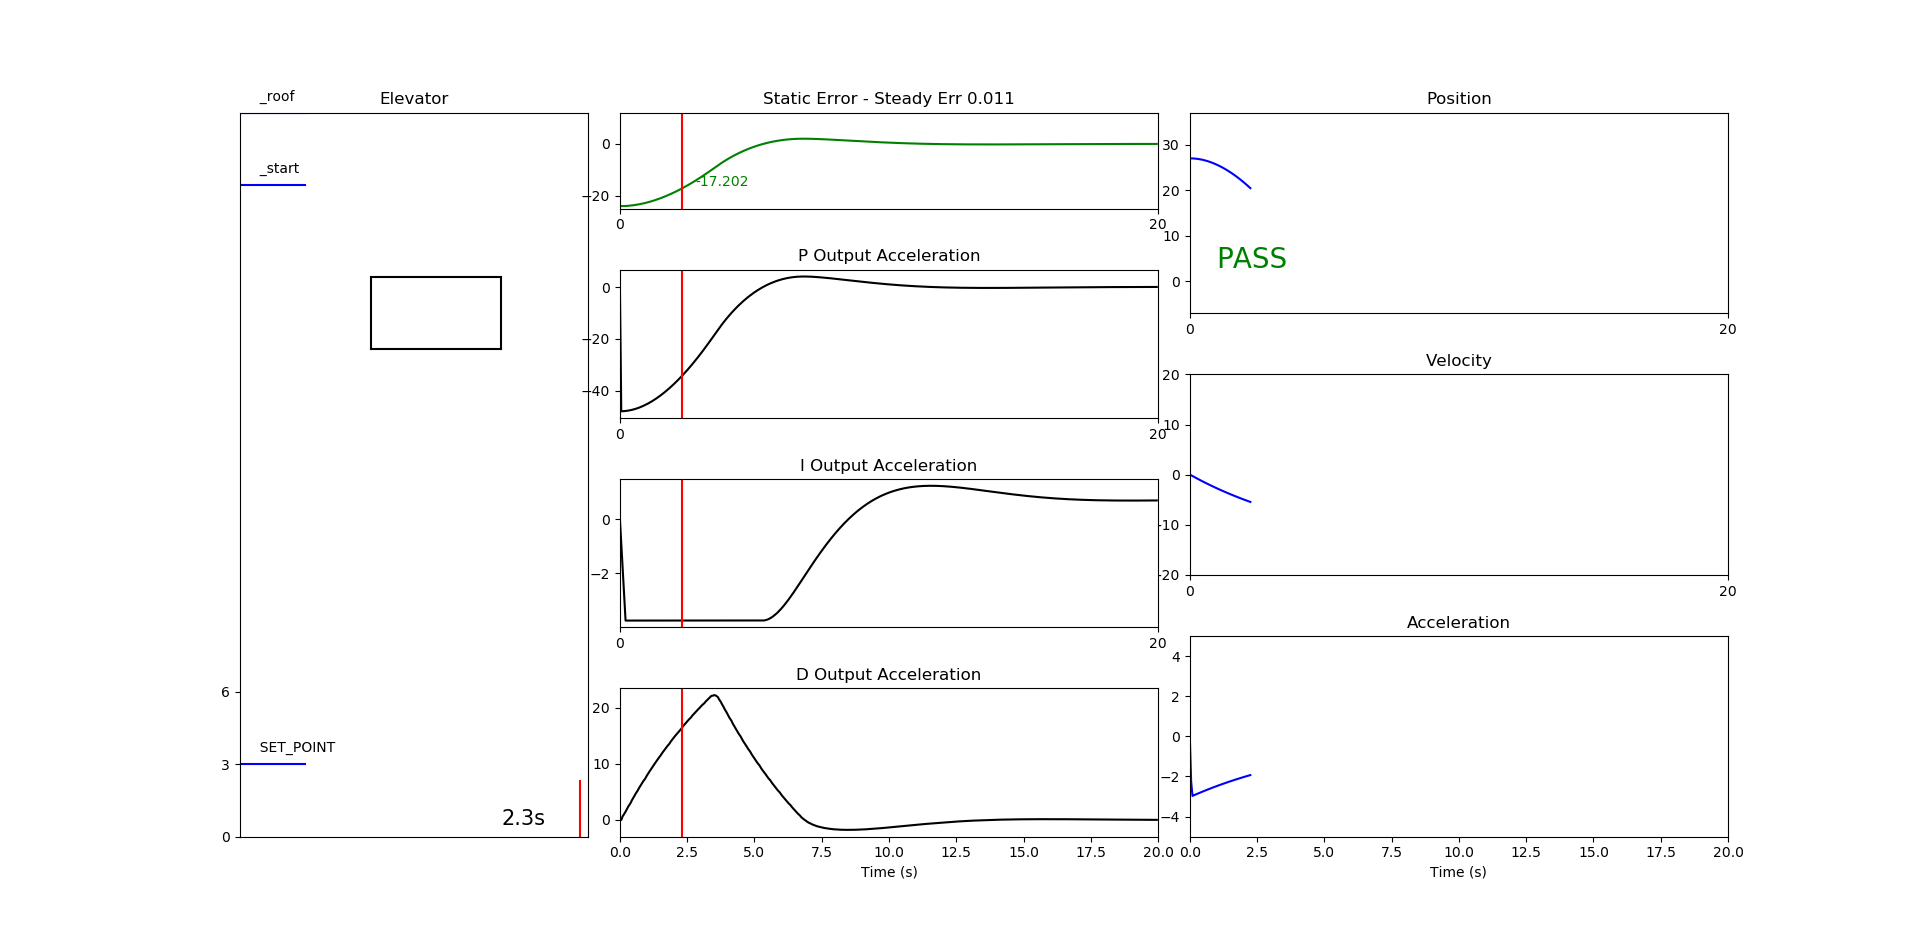 _roof
Elevator
_start
6
SET_POINT
3
2.3s
0
Static Error - Steady Err 0.011
0
-17.202
−20
0 20
P Output Acceleration
0
−20
−40
0 20
I Output Acceleration
0
−2
0 20
D Output Acceleration
20
10
0
0.0 2.5 5.0 7.5 10.0 12.5 15.0 17.5 20.0
Time (s)
Position
30
20
10
PASS
0
0 20
Velocity
20
10
0
-10
-20
0 20
Acceleration
4
2
0
−2
−4
0.0 2.5 5.0 7.5 10.0 12.5 15.0 17.5 20.0
Time (s)